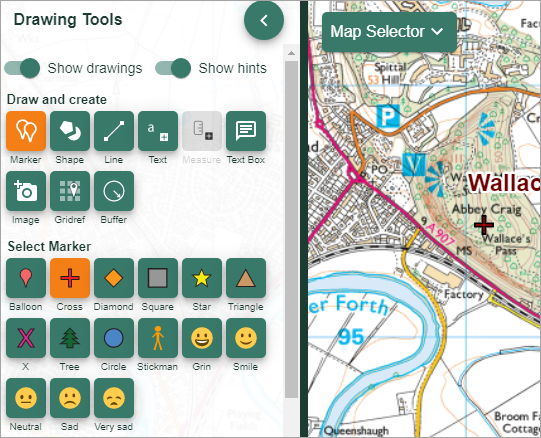 Drawing Tools
Map Selector
Show drawings
Show hints
Draw and create
a
Marker
Shape
Line
Text
Measure
Text Box
Image
Gridref
Buffer
Select Marker
Balloon
Cross
Diamond
Square
Star
Triangle
X
Tree
Circle
Stickman
Grin
Smile
Neutral
Sad
Very sad
Spittal
53 Hill
P
V
PO
Wallac
Abbey Craig
9
A 907
MS
Wallace's
Pass
Factory
er Forth
95
Broom Fa
Cottage
Queenshaugh